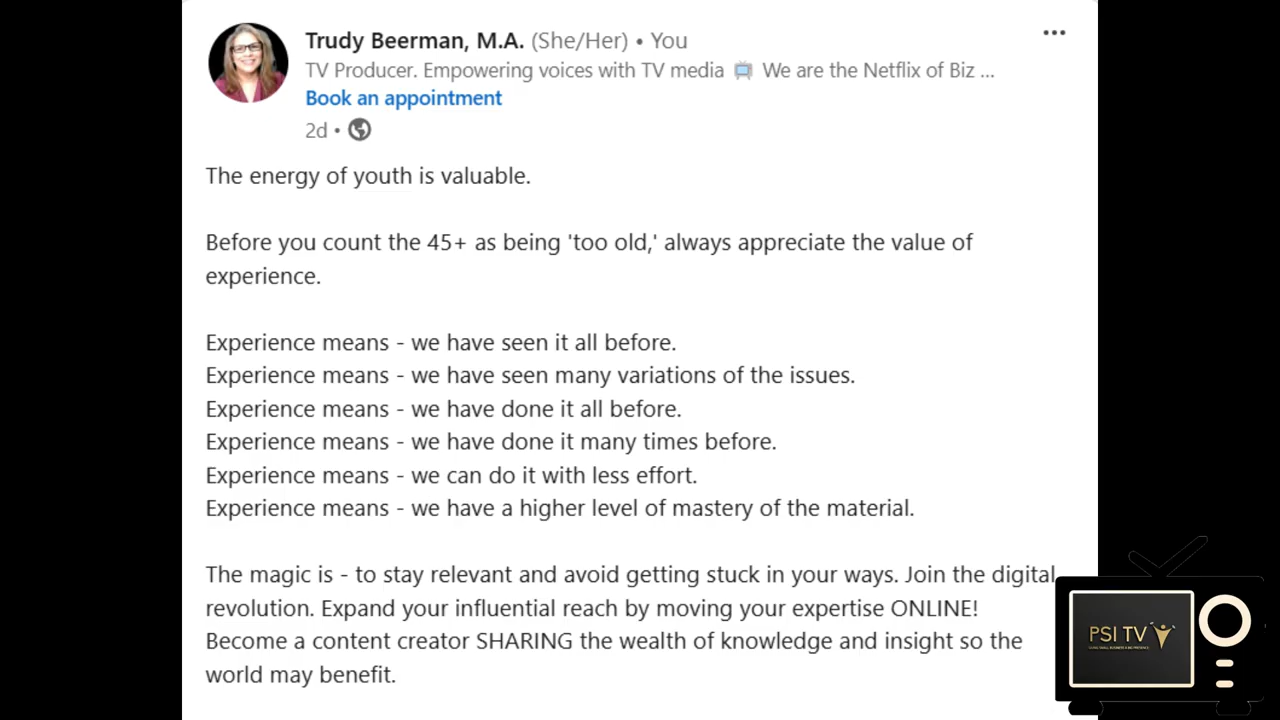 Trudy Beerman, M.A. (She/Her) • You
TV Producer. Empowering voices with TV media 📺 We are the Netflix of Biz ...
Book an appointment
2d •
The energy of youth is valuable.
Before you count the 45+ as being 'too old,' always appreciate the value of
experience.
Experience means - we have seen it all before.
Experience means - we have seen many variations of the issues.
Experience means - we have done it all before.
Experience means - we have done it many times before.
Experience means - we can do it with less effort.
Experience means - we have a higher level of mastery of the material.
The magic is - to stay relevant and avoid getting stuck in your ways. Join the digital
revolution. Expand your influential reach by moving your expertise ONLINE!
Become a content creator SHARING the wealth of knowledge and insight so the
world may benefit.
PSI TV